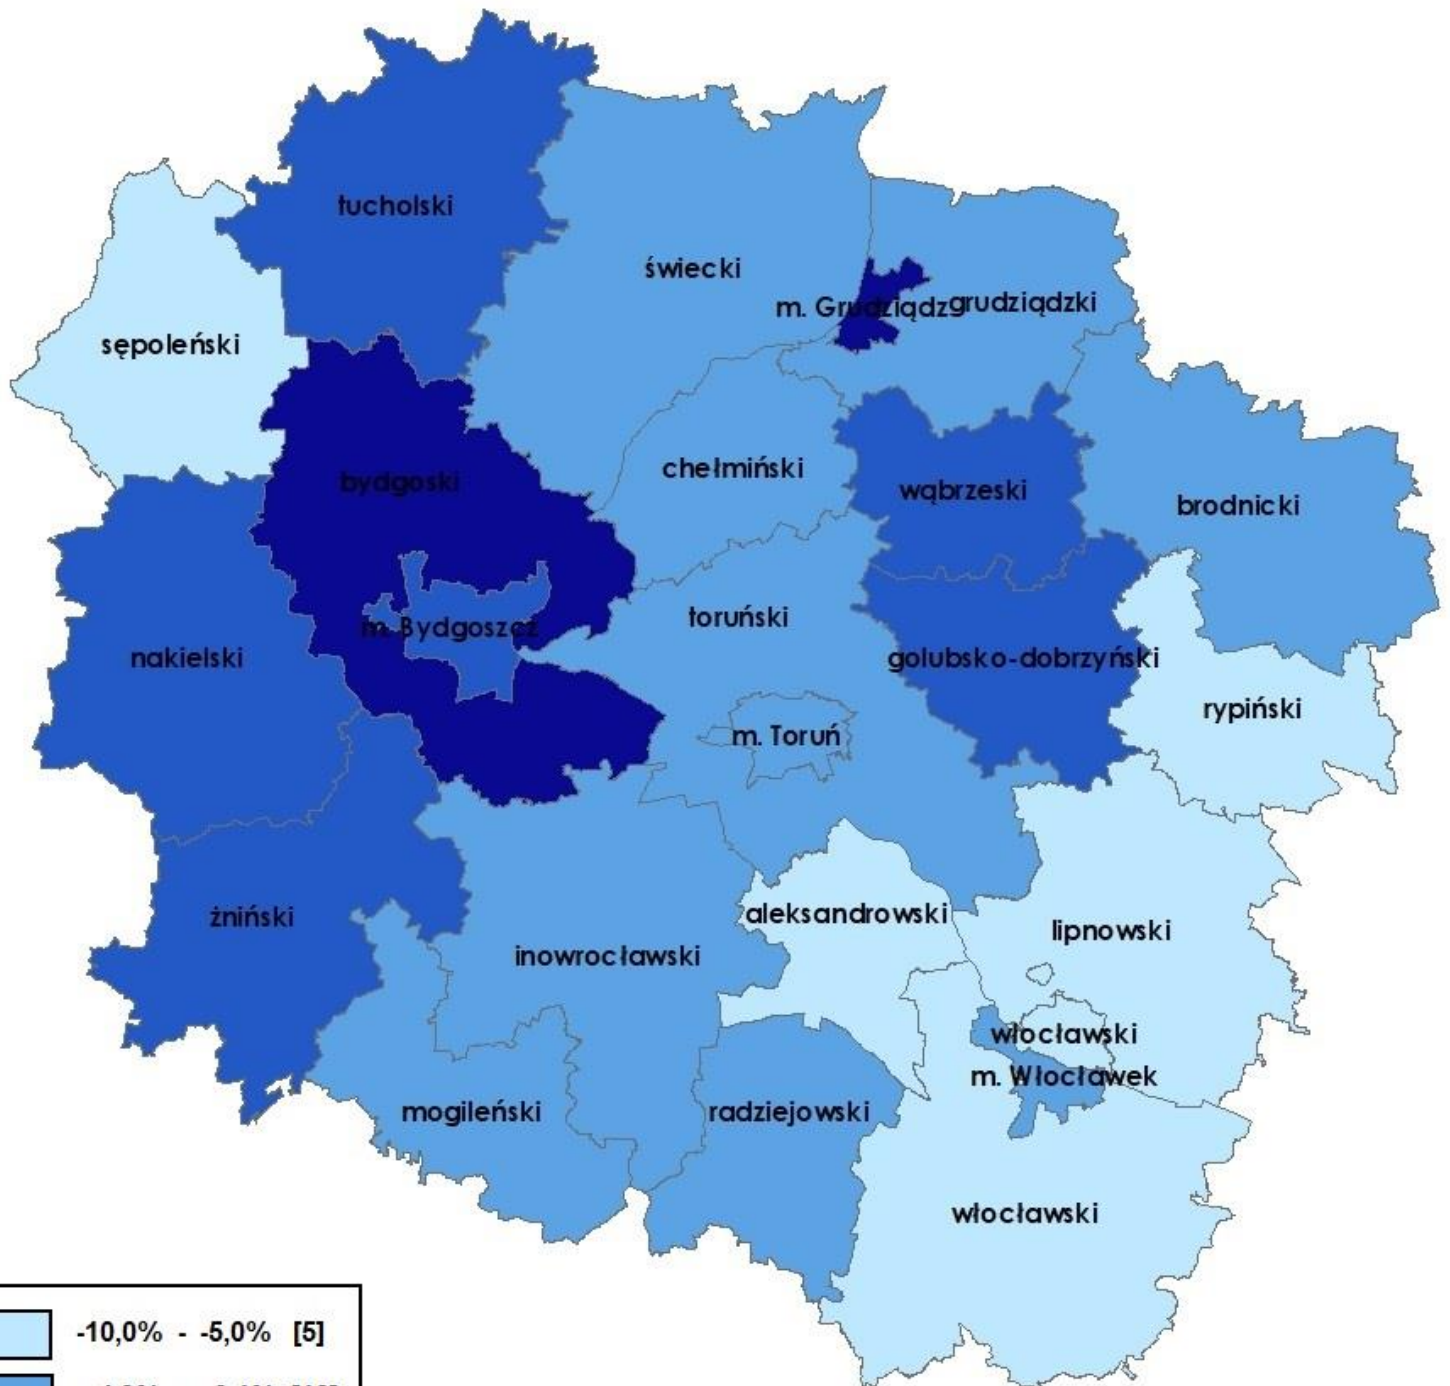 tucholski
świecki
m. Grudziądz
grudziądzki
sępoleński
chełmiński
bydgoski
wąbrzeski
brodnicki
toruński
m. Bydgoszcz
nakielski
golubsko-dobrzyński
rypiński
m. Toruń
aleksandrowski
żniński
lipnowski
inowrocławski
włocławski
m. Włocławek
mogileński
radziejowski
włocławski
-10,0% - -5,0% [5]